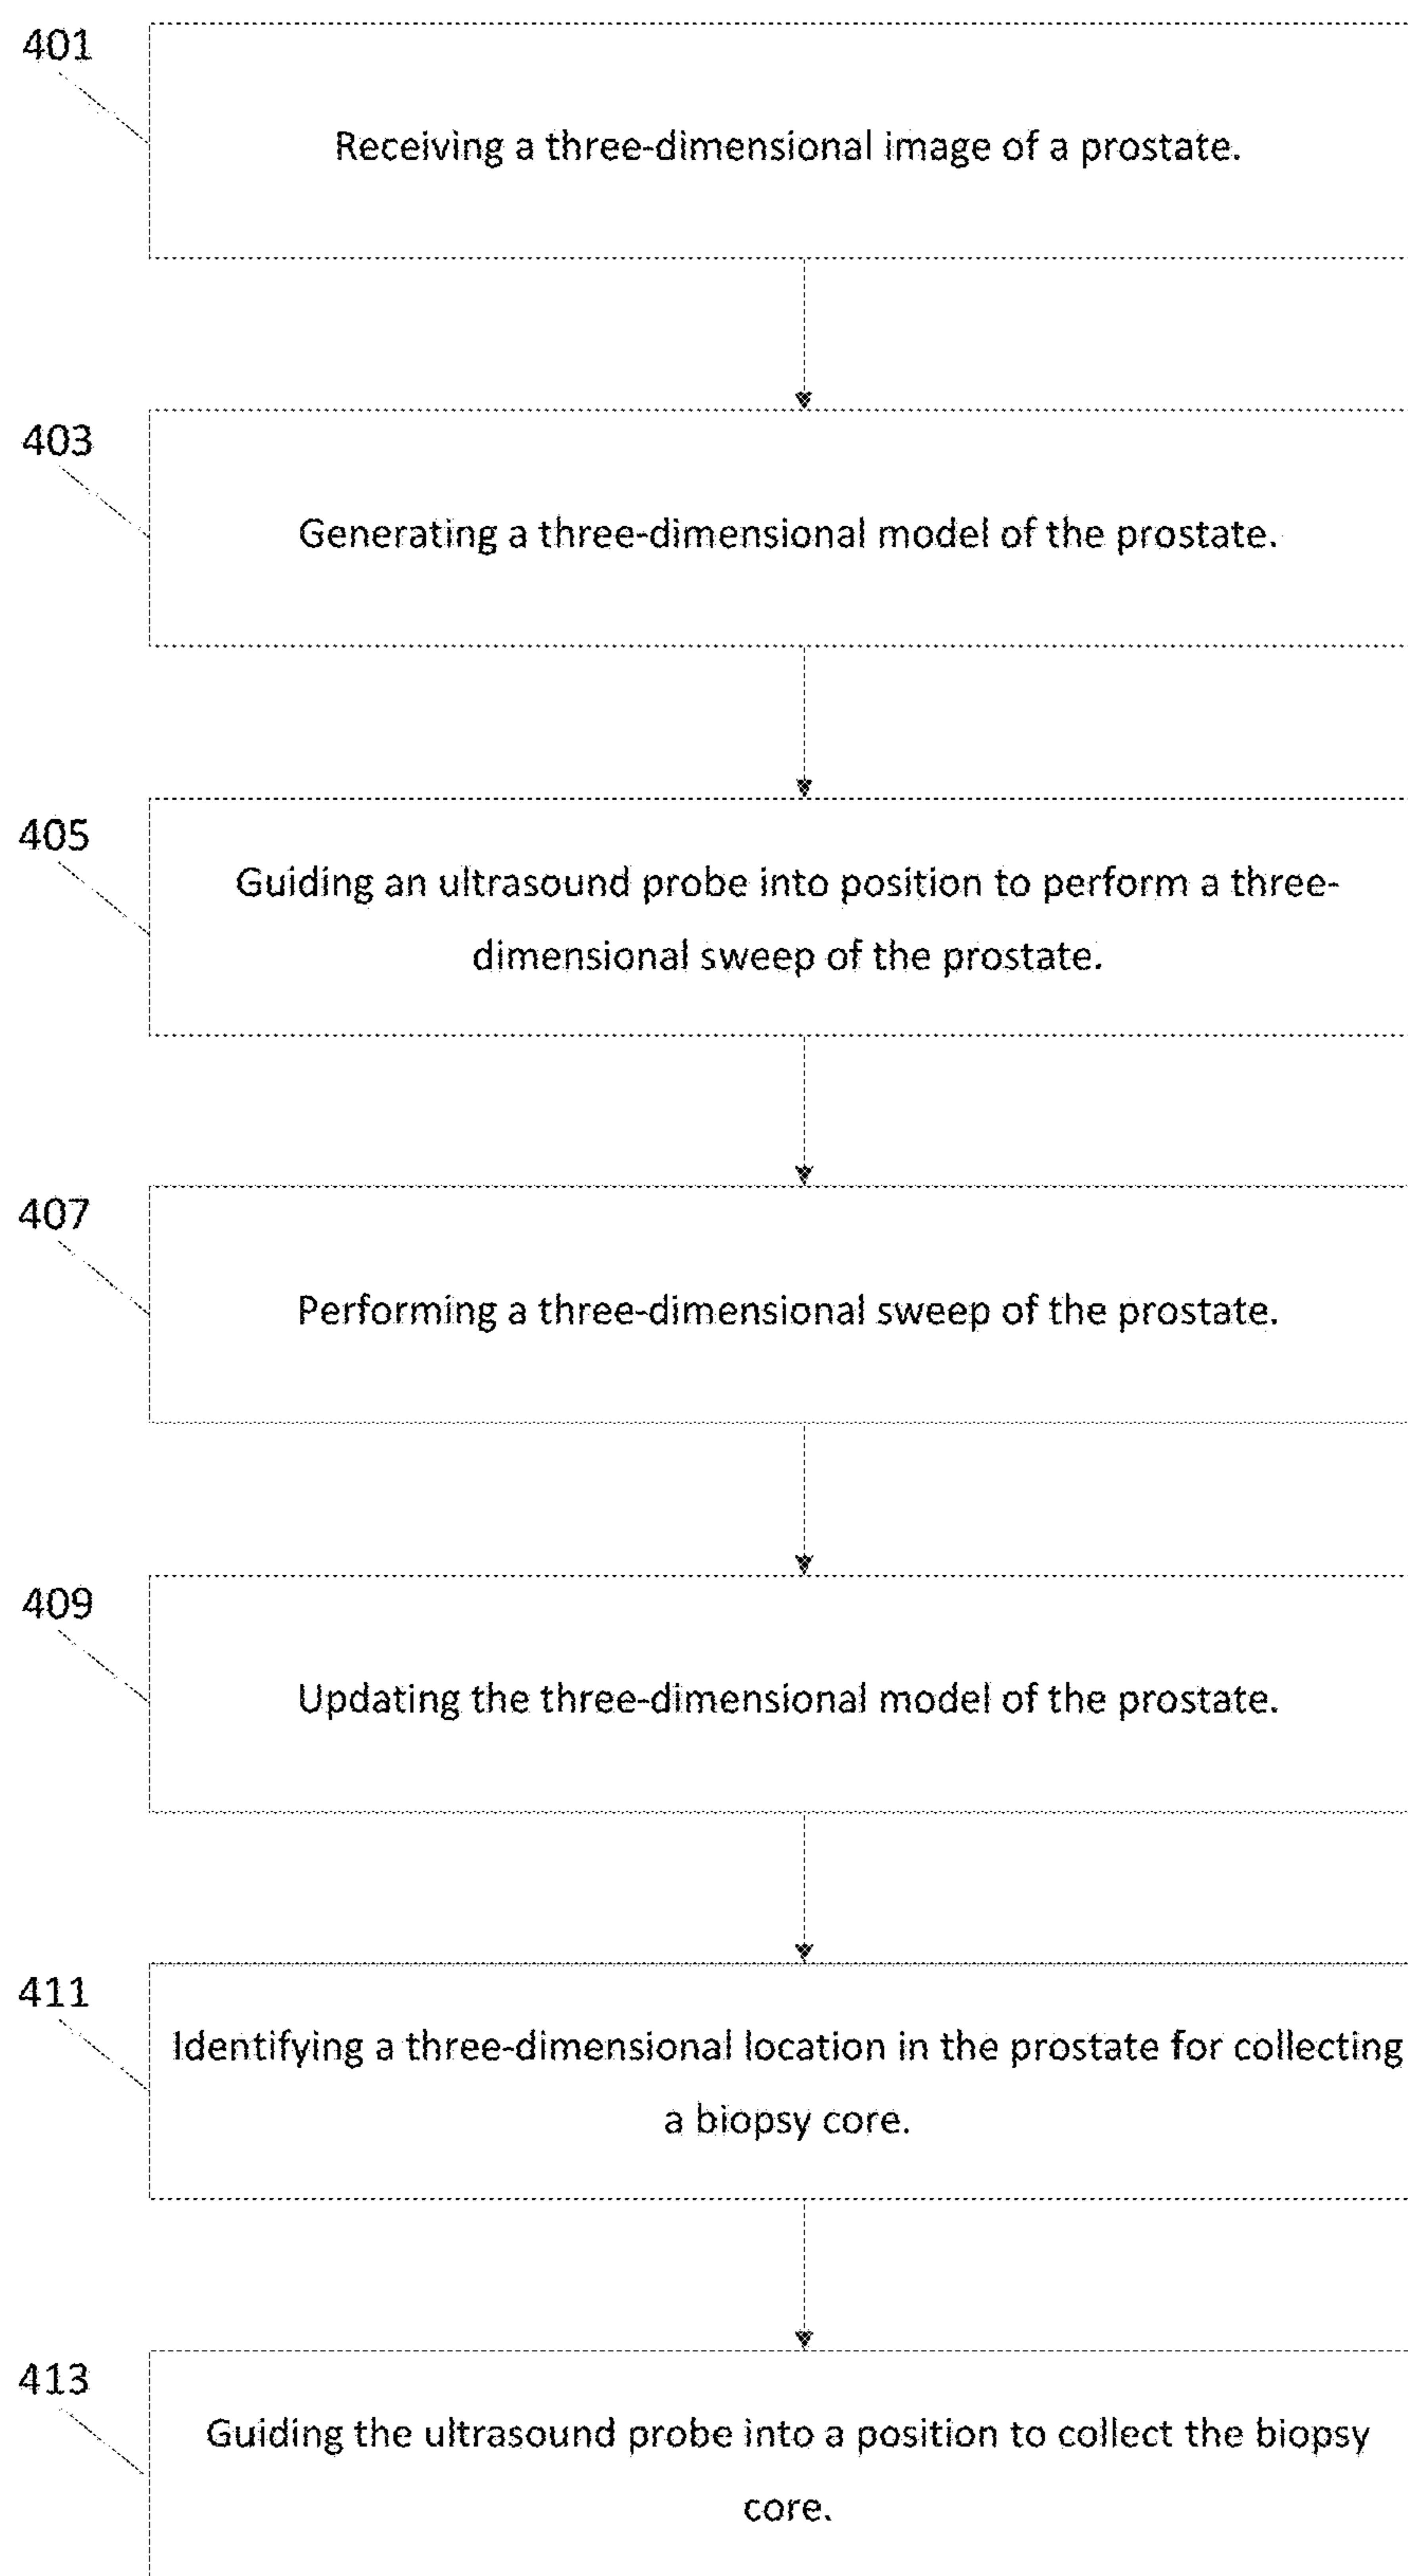 401
Receiving a three-dimensional image of a prostate.
403
Generating a three-dimensional model of the prostate.
405
Guiding an ultrasound probe into position to perform a three-
dimensional sweep of the prostate.
407
Performing a three-dimensional sweep of the prostate.
409
Updating the three-dimensional model of the prostate.
411
Identifying a three-dimensional location in the prostate for collecting
a biopsy core.
413
Guiding the ultrasound probe into a position to collect the biopsy
core.